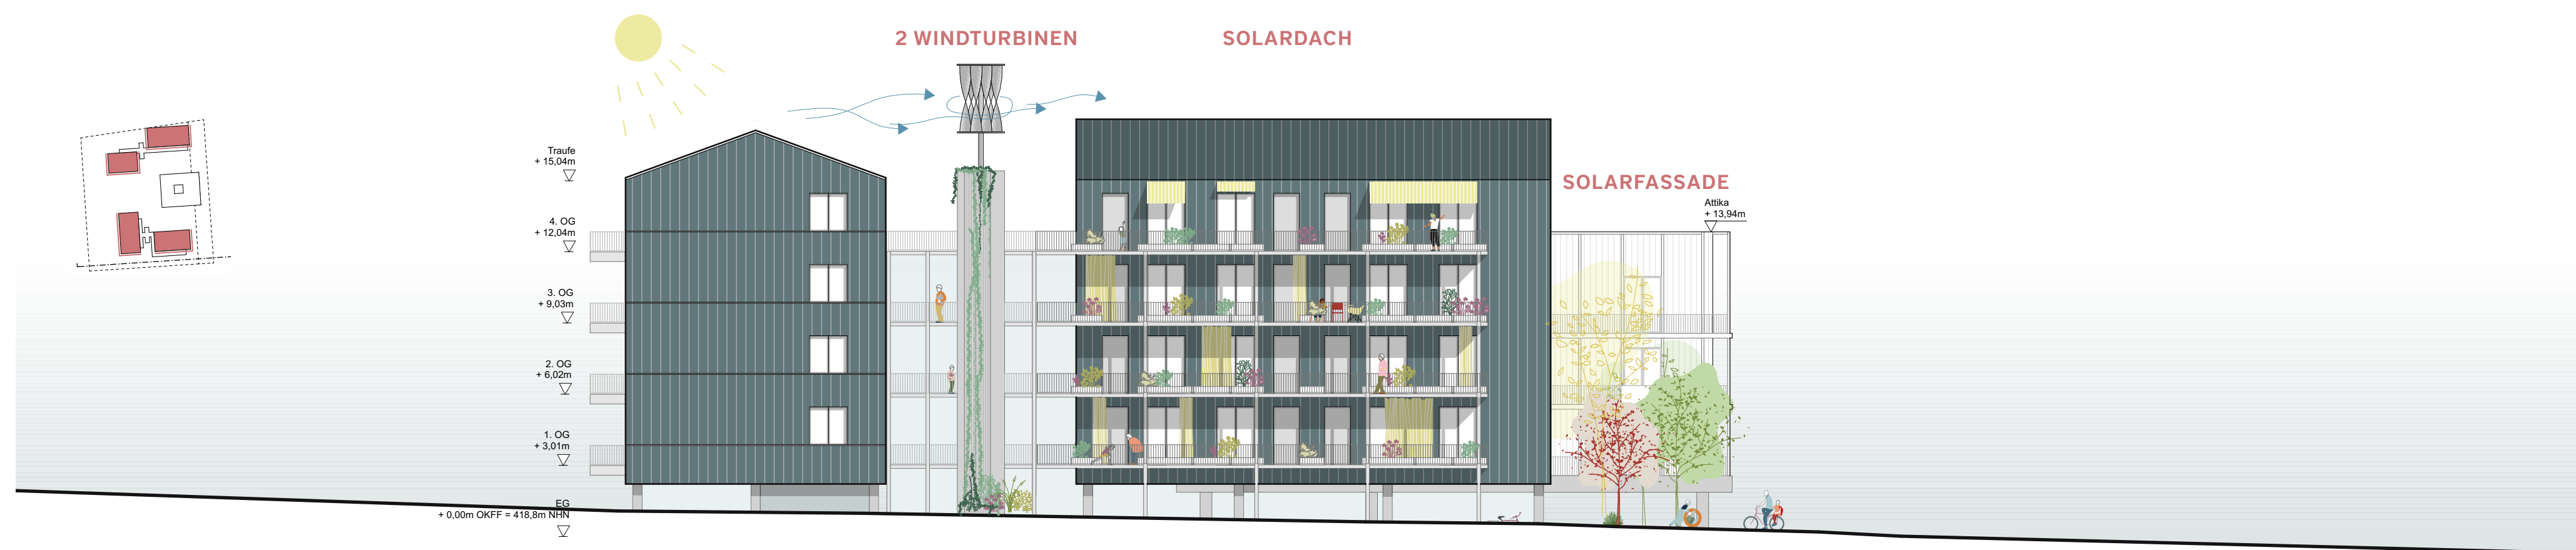 2 WINDTURBINEN
SOLARDACH
Traufe
+ 15,04m
SOLARFASSADE
Attika
+ 13,94m
4. OG
+ 12,04m
3. OG
+ 9,03m
2. OG
+ 6,02m
1. OG
+ 3,01m
EG
+ 0,00m OKFF = 418,8m NHN